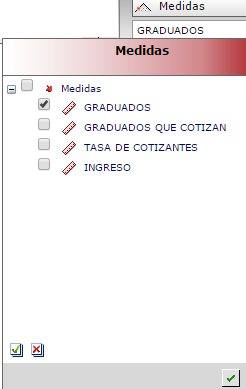 Medidas
GRADUADOS
Medidas
Medidas
GRADUADOS
GRADUADOS QUE COTIZAN
TASA DE COTIZANTES
INGRESO